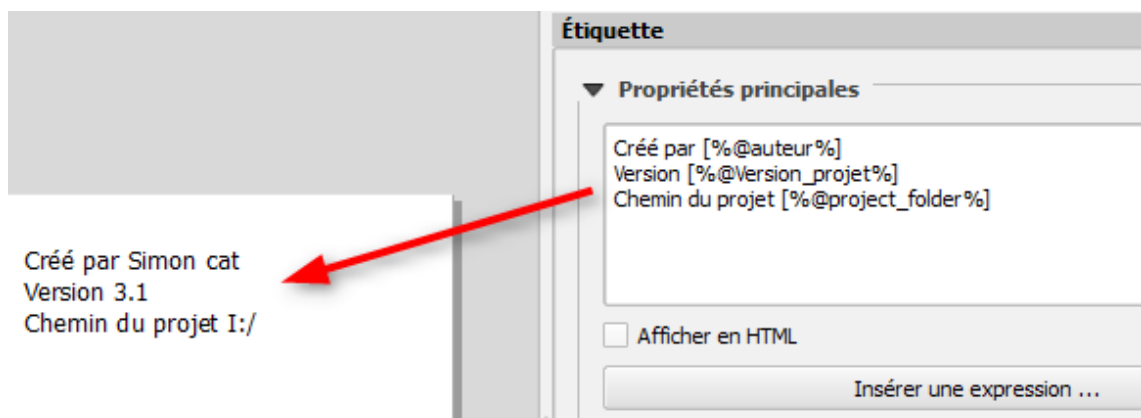 Étiquette
Propriétés principales
Créé par [%@auteur%]
Version [%@Version_projet%]
Chemin du projet [%@project_folder%]
Créé par Simon cat
Version 3.1
Chemin du projet I:/
Afficher en HTML
Insérer une expression ...